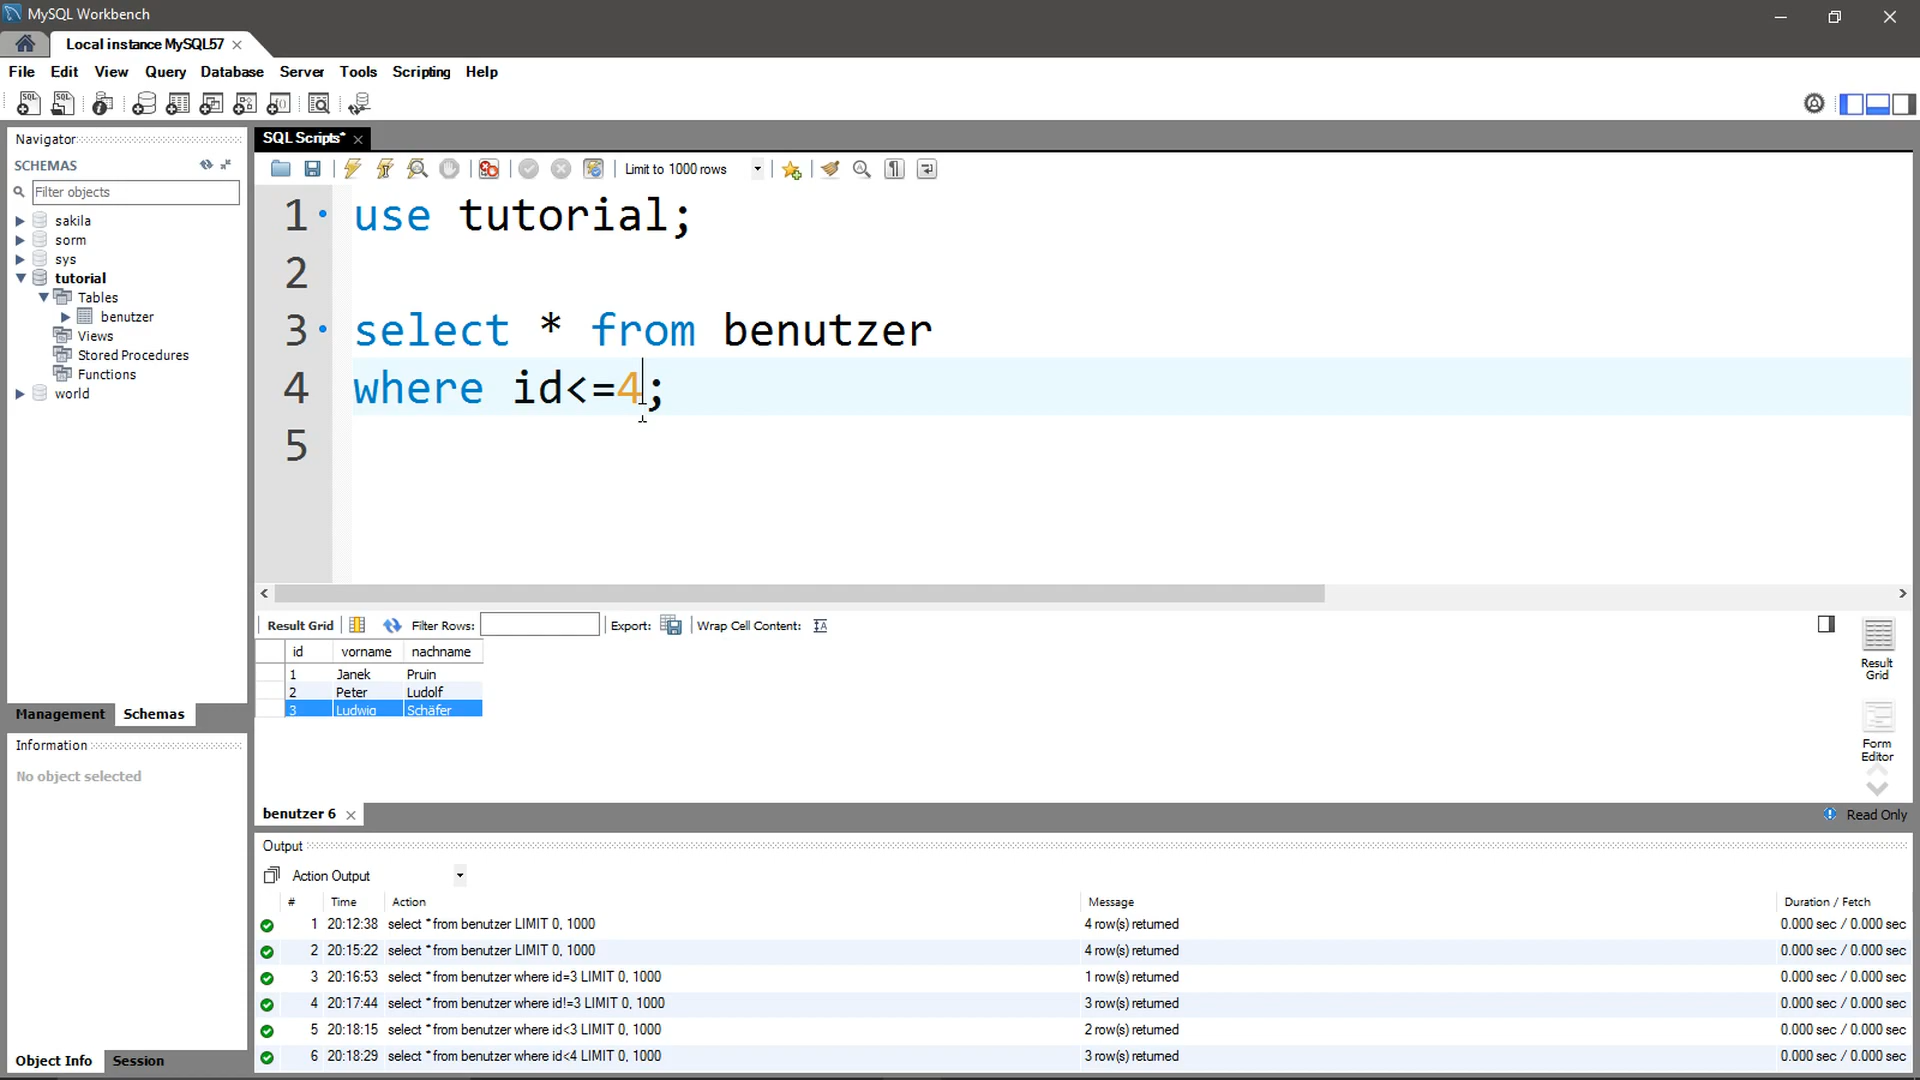 MySQL Workbench
Local instance MySQL57
File Edit View Query Database Server Tools Scripting Help
Navigator
SCHEMAS
Filter objects
sakila
sorm
sys
tutorial
Tables
benutzer
Views
Stored Procedures
Functions
world
Management Schemas
Information
No object selected
Object Info Session
SQL Scripts*
Limit to 1000 rows
1 use tutorial;
2
3 select * from benutzer
4 where id<=4;
5
Result Grid Filter Rows: Export: Wrap Cell Content:
id vorname nachname
1 Janek Pruin
2 Peter Ludolf
3 Ludwig Schäfer
Result Grid
Form Editor
benutzer 6
Read Only
Output
Action Output
# Time Action Message Duration / Fetch
1 20:12:38 select * from benutzer LIMIT 0, 1000 4 row(s) returned 0.000 sec / 0.000 sec
2 20:15:22 select * from benutzer LIMIT 0, 1000 4 row(s) returned 0.000 sec / 0.000 sec
3 20:16:53 select * from benutzer where id=3 LIMIT 0, 1000 1 row(s) returned 0.000 sec / 0.000 sec
4 20:17:44 select * from benutzer where id!=3 LIMIT 0, 1000 3 row(s) returned 0.000 sec / 0.000 sec
5 20:18:15 select * from benutzer where id<3 LIMIT 0, 1000 2 row(s) returned 0.000 sec / 0.000 sec
6 20:18:29 select * from benutzer where id<4 LIMIT 0, 1000 3 row(s) returned 0.000 sec / 0.000 sec